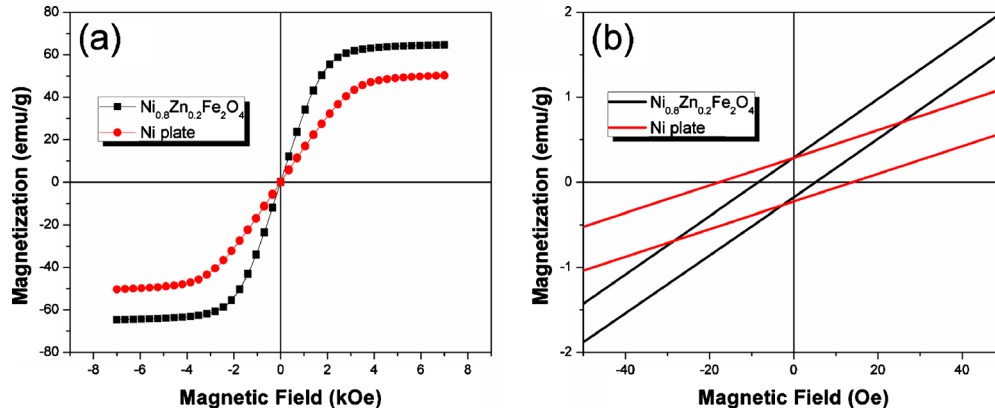 (a)
Magnetization (emu/g)
80
60
40
20
0
-20
-40
-60
-80
Ni0.8Zn0.2Fe2O4
Ni plate
-8 -6 -4 -2 0 2 4 6 8
Magnetic Field (kOe)
(b)
Magnetization (emu/g)
2
1
0
-1
-2
Ni0.8Zn0.2Fe2O4
Ni plate
-40 -20 0 20 40
Magnetic Field (Oe)